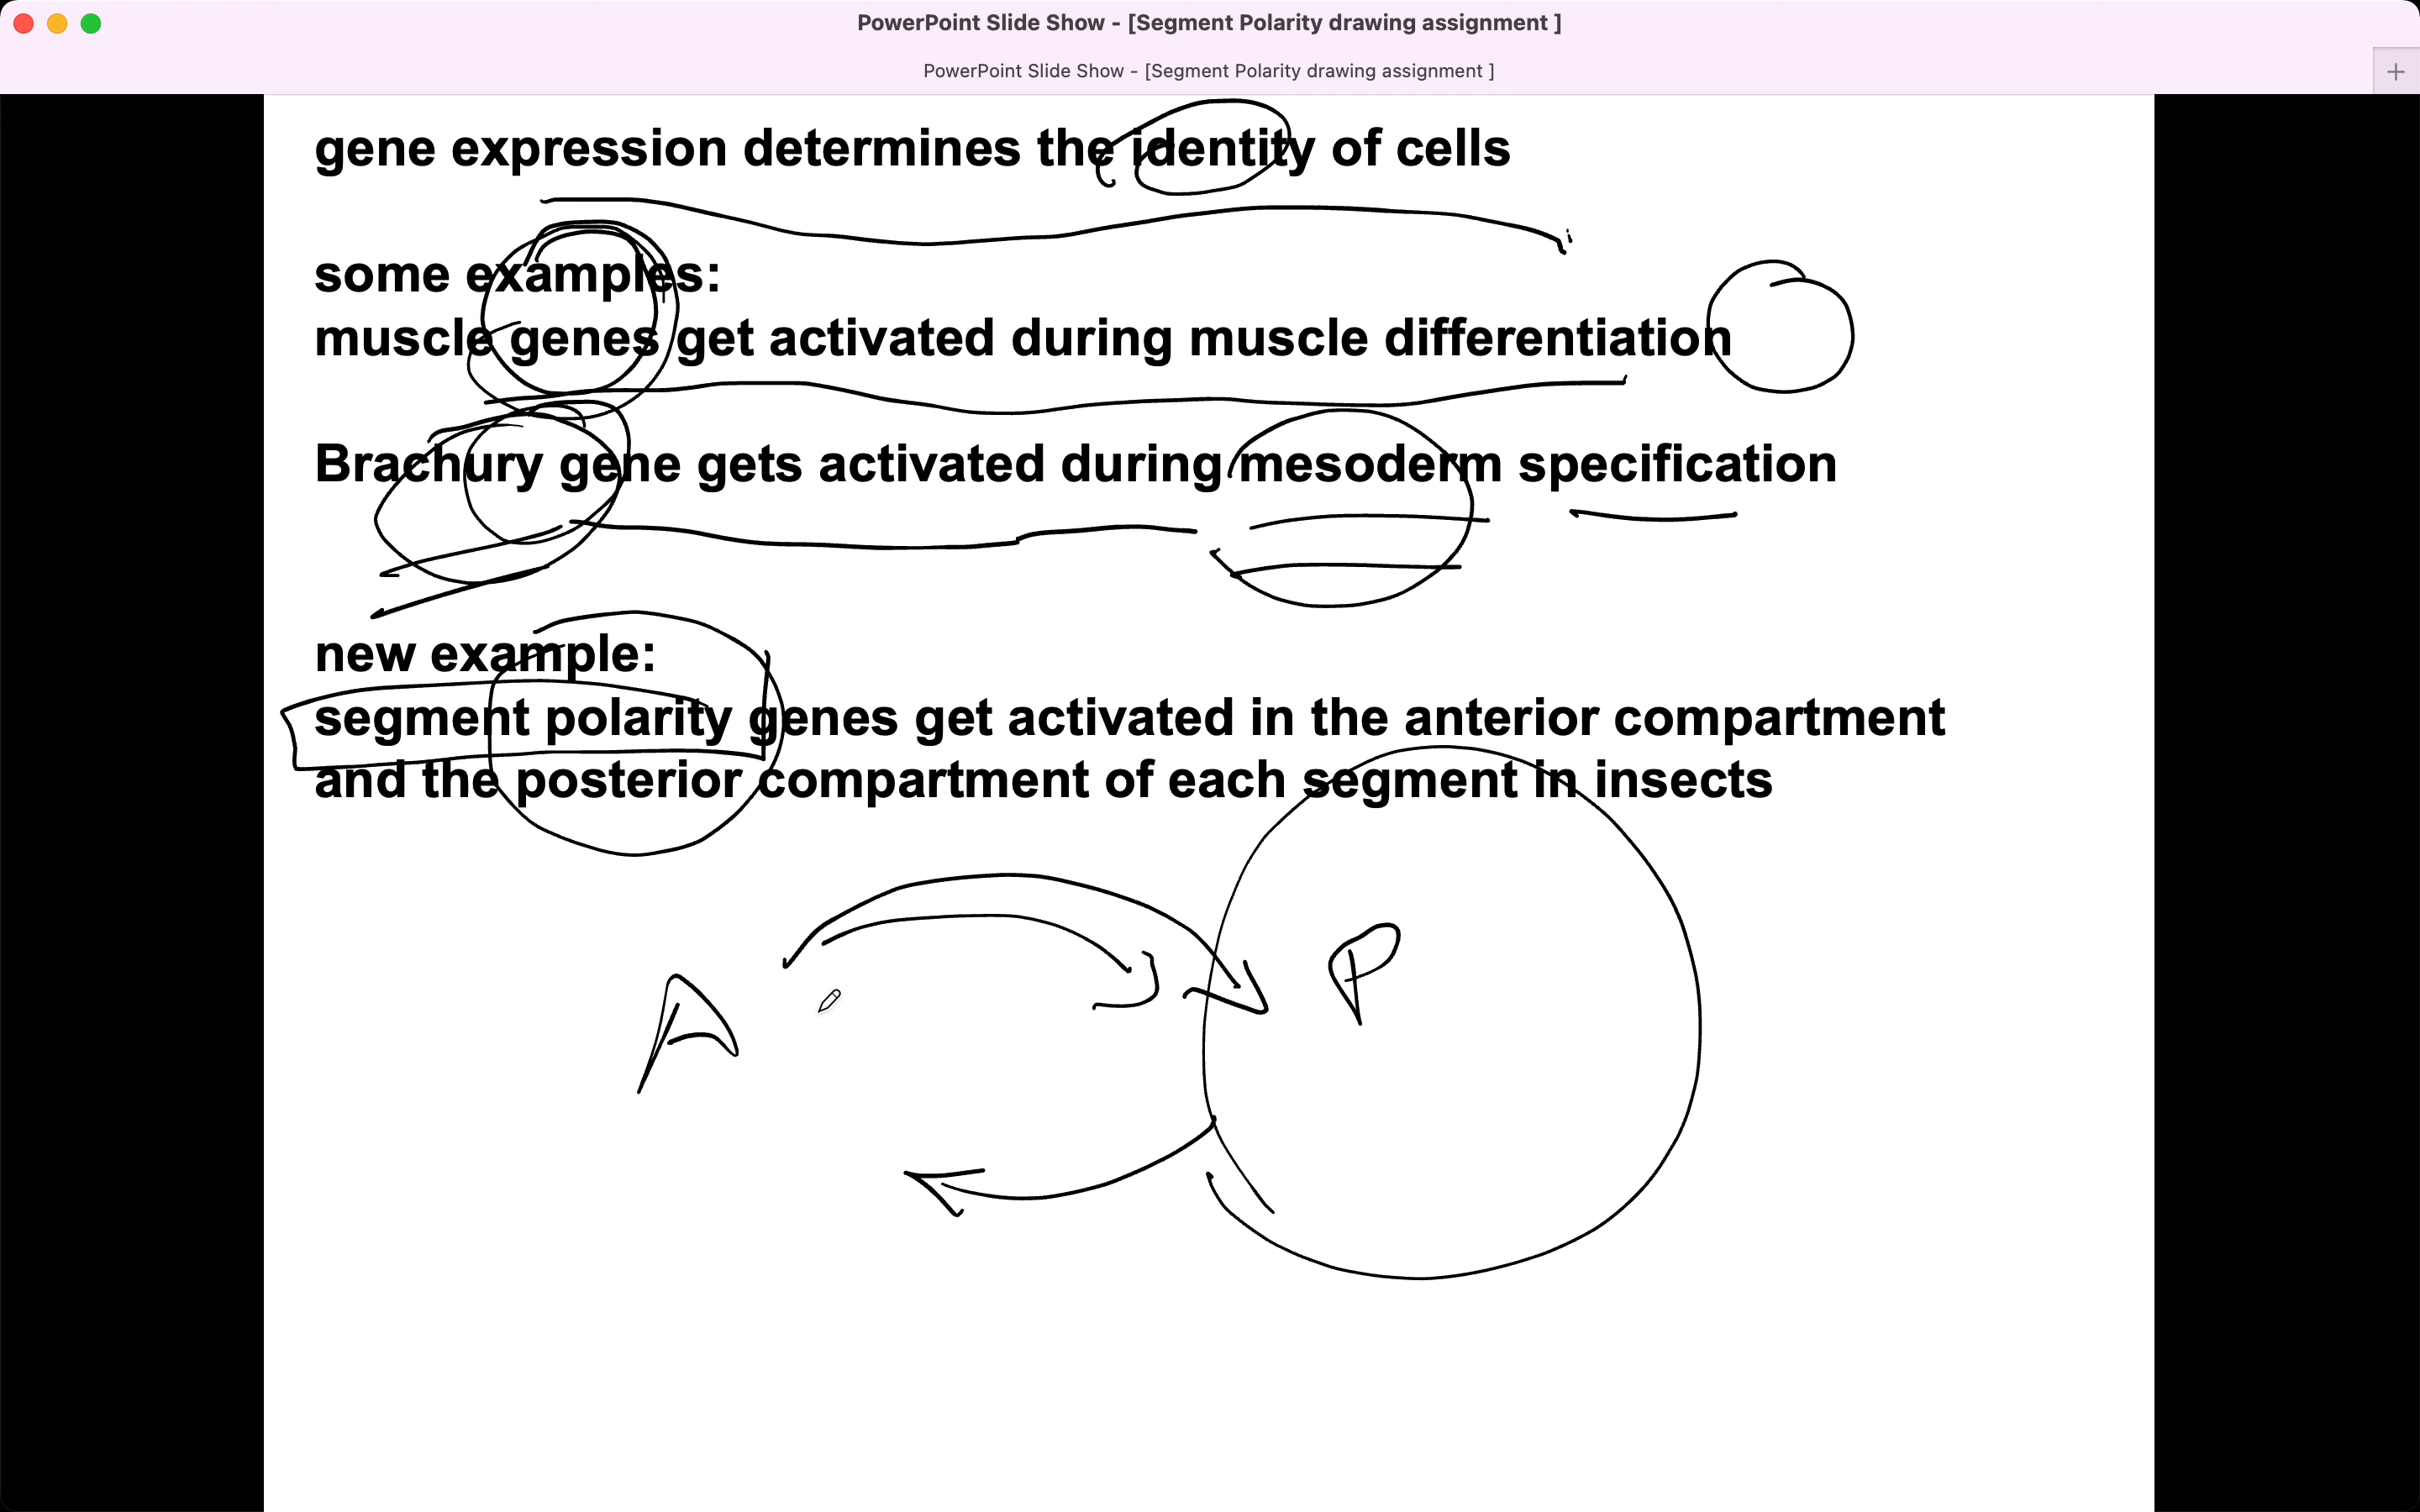 PowerPoint Slide Show - [Segment Polarity drawing assignment ]
PowerPoint Slide Show - [Segment Polarity drawing assignment ]
gene expression determines the identity of cells
some examples:
muscle genes get activated during muscle differentiation
Brachury gene gets activated during mesoderm specification
new example:
segment polarity genes get activated in the anterior compartment
and the posterior compartment of each segment in insects
A P